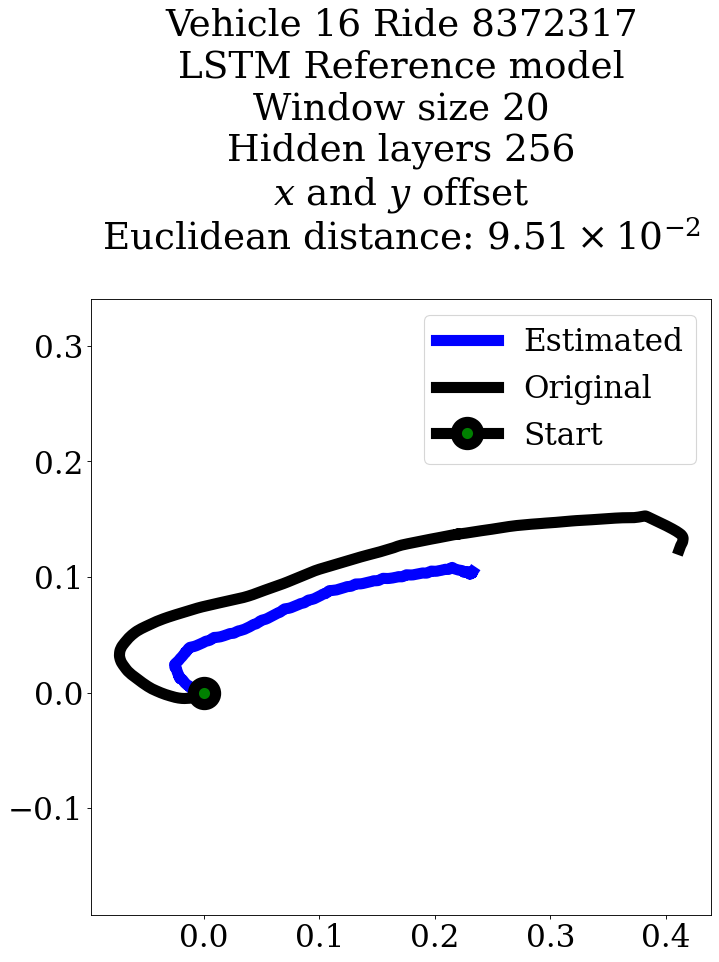 Vehicle 16 Ride 8372317
LSTM Reference model
Window size 20
Hidden layers 256
x and y offset
Euclidean distance: 9.51 × 10⁻²
Estimated
Original
Start
0.3
0.2
0.1
0.0
−0.1
0.0 0.1 0.2 0.3 0.4